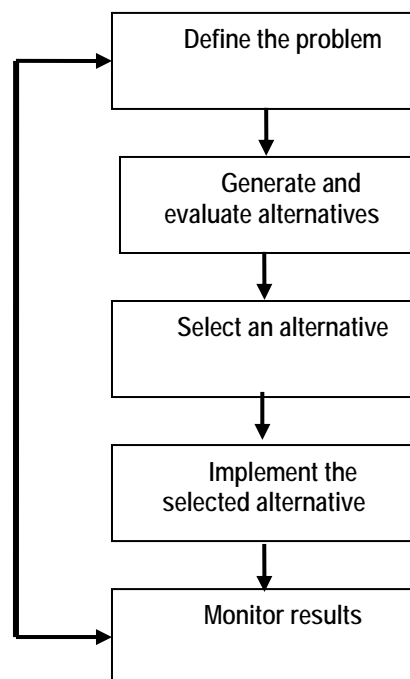 Define the problem
Generate and
evaluate alternatives
Select an alternative
Implement the
selected alternative
Monitor results